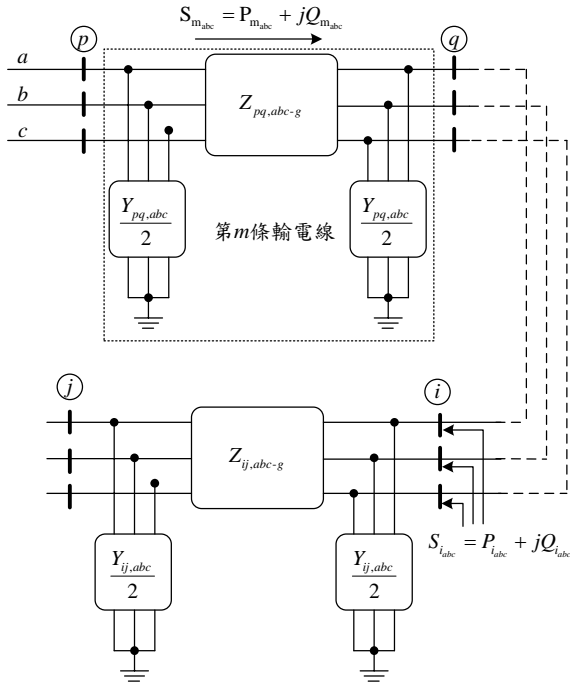 S_{m_{abc}} = P_{m_{abc}} + jQ_{m_{abc}}
p
q
a
b
c
Z_{pq,abc-g}
Y_{pq,abc}/2
第m條輸電線
Y_{pq,abc}/2
j
i
Z_{ij,abc-g}
Y_{ij,abc}/2
Y_{ij,abc}/2
S_{i_{abc}} = P_{i_{abc}} + jQ_{i_{abc}}